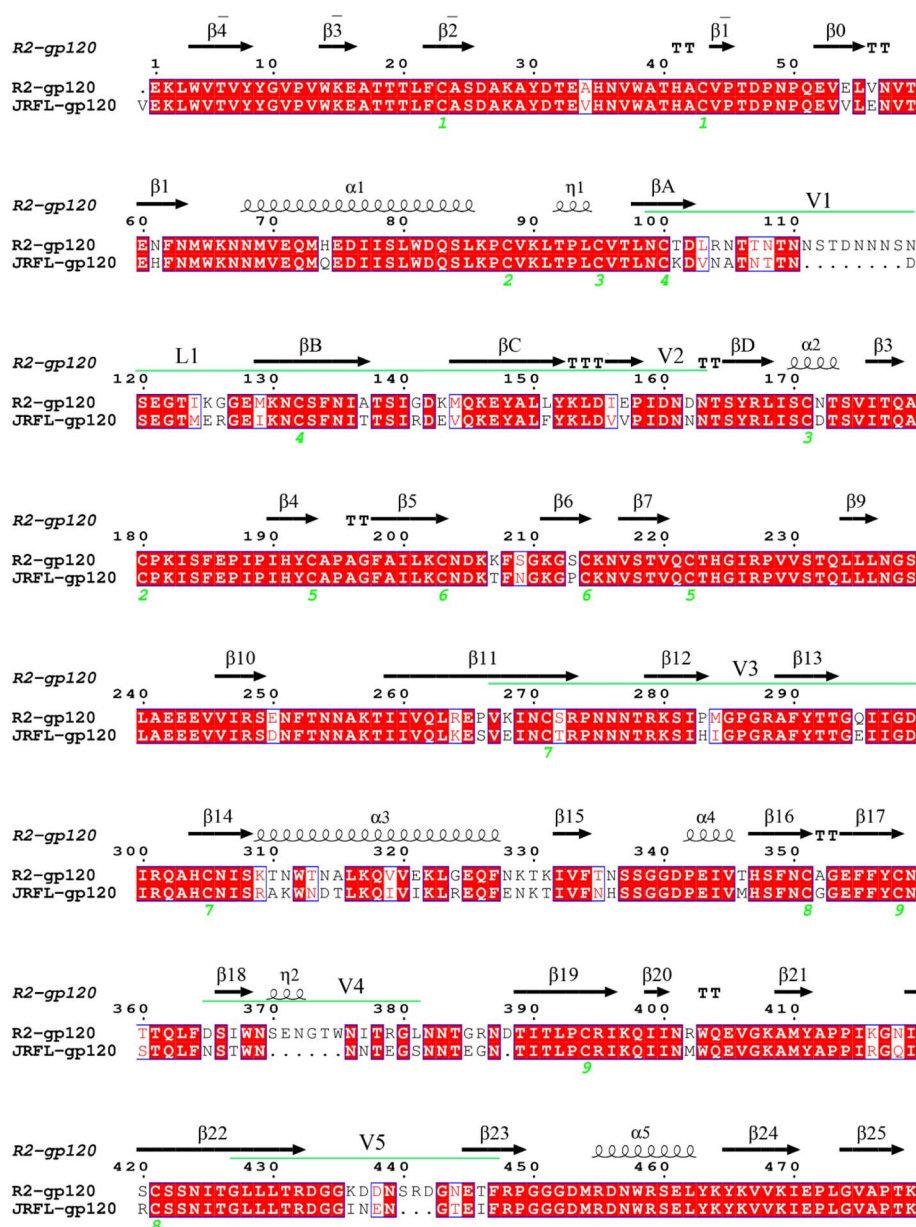 R2-gp120 β4̅ β3̅ β2̅ TT β1̅ β0 TT
1 10 20 30 40 50
R2-gp120 .EKLWVTVYYGVPVWKEATTTLFCASDAKAYDTEAHNVWATHACVPTDPNPQEVELVNVT
JRFL-gp120 VEKLWVTVYYGVPVWKEATTTLFCASDAKAYDTEVHNVWATHACVPTDPNPQEVVLENVT
1 1
R2-gp120 β1 α1 η1 βA V1
60 70 80 90 100 110
R2-gp120 ENFNMWKNNMVEQMHEDIISLWDQSLKPCVKLTPLCVTLNCTDLRNTTNTNNSTDNNNSN
JRFL-gp120 EHFNMWKNNMVEQMQEDIISLWDQSLKPCVKLTPLCVTLNCKDVNATNTTN........D
2 3 4
R2-gp120 L1 βB βC TTT V2 TT βD α2 β3
120 130 140 150 160 170
R2-gp120 SEGTIKGGEMKNCSFNIATSIGDKMQKEYALLYKLDIEPIDNDNTSYRLISCNTSVITQA
JRFL-gp120 SEGTMERGEIKNCSFNITTSIRDEVQKEYALFYKLDVVPIDNNNTSYRLISCDTSVITQA
4 3
R2-gp120 β4 TT β5 β6 β7 β9
180 190 200 210 220 230
R2-gp120 CPKISFEPIPIHYCAPAGFAILKCNDKKFSGKGSCKNVSTVQCTHGIRPVVSTQLLLNGS
JRFL-gp120 CPKISFEPIPIHYCAPAGFAILKCNDKTFNGKGPCKNVSTVQCTHGIRPVVSTQLLLNGS
2 5 6 6 5
R2-gp120 β10 β11 β12 V3 β13
240 250 260 270 280 290
R2-gp120 LAEEEVVIRSENFTNNAKTIIVQLREPVKINCSRPNNNTRKSIPMGPGRAFYTTGQIIGD
JRFL-gp120 LAEEEVVIRSDNFTNNAKTIIVQLKESVEINCTRPNNNTRKSIHIGPGRAFYTTGEIIGD
7
R2-gp120 β14 α3 β15 α4 β16 TT β17
300 310 320 330 340 350
R2-gp120 IRQAHCNISKTNWTNALKQVVEKLGEQFNKTKIVFTNSSGGDPEIVTHSFNCAGEFFYCN
JRFL-gp120 IRQAHCNISRAKWNDTLKQIVIKLREQFENKTIVFNHSSGGDPEIVMHSFNCGGEFFYCN
7 8 9
R2-gp120 β18 η2 V4 β19 β20 TT β21
360 370 380 390 400 410
R2-gp120 TTQLFDSIWNSENGTWNITRGLNNTGRNDTITLPCRIKQIINRWQEVGKAMYAPPIKGNI
JRFL-gp120 STQLFNSTWN......NNTEGSNNTEGN.TITLPCRIKQIINMWQEVGKAMYAPPIRGQI
9
R2-gp120 β22 V5 β23 α5 β24 β25
420 430 440 450 460 470
R2-gp120 SCSSNITGLLLTRDGGKDDNSRDGNETFRPGGGDMRDNWRSELYKYKVVKIEPLGVAPTK
JRFL-gp120 RCSSNITGLLLTRDGGINEN...GTEIFRPGGGDMRDNWRSELYKYKVVKIEPLGVAPTK
8